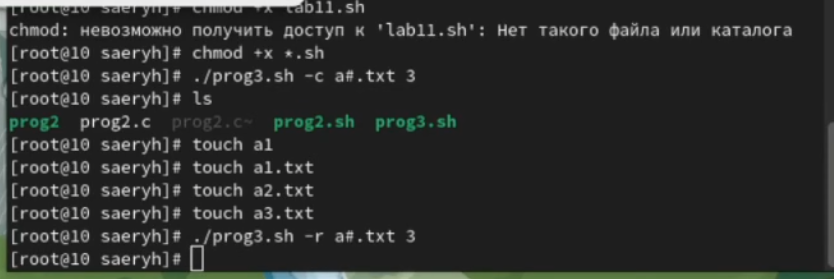 chmod +x lab11.sh
chmod: невозможно получить доступ к 'lab11.sh': Нет такого файла или каталога
[root@10 saeryh]# chmod +x *.sh
[root@10 saeryh]# ./prog3.sh -c a#.txt 3
[root@10 saeryh]# ls
prog2 prog2.c prog2.c~ prog2.sh prog3.sh
[root@10 saeryh]# touch a1
[root@10 saeryh]# touch a1.txt
[root@10 saeryh]# touch a2.txt
[root@10 saeryh]# touch a3.txt
[root@10 saeryh]# ./prog3.sh -r a#.txt 3
[root@10 saeryh]#